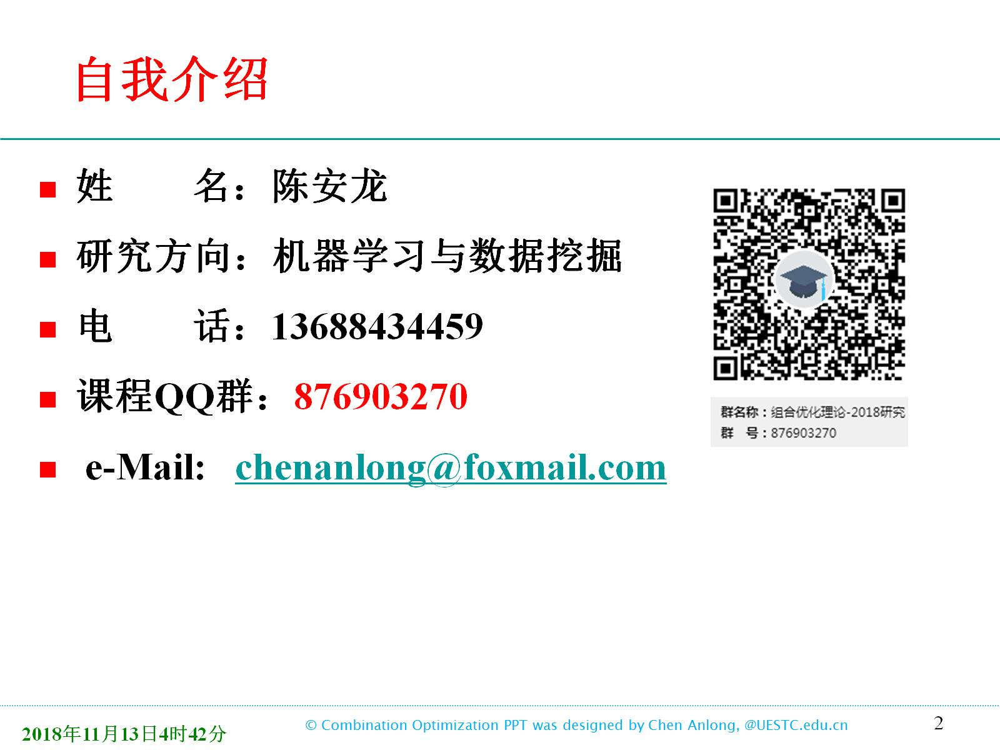 自我介绍
姓 名：陈安龙
研究方向：机器学习与数据挖掘
电 话：13688434459
课程QQ群：876903270
e-Mail: chenanlong@foxmail.com
群名称：组合优化理论-2018研究
群 号：876903270
2018年11月13日4时42分
© Combination Optimization PPT was designed by Chen Anlong, @UESTC.edu.cn
2